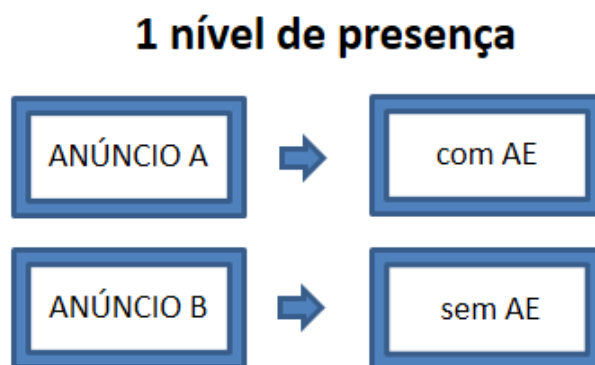 1 nível de presença
ANÚNCIO A
com AE
ANÚNCIO B
sem AE